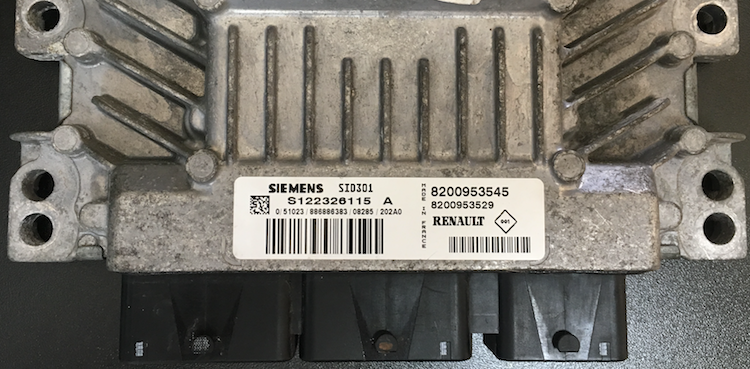 SIEMENS SID301
S122326115 A
0/51023/886886383/08285/202A0
MADE IN FRANCE
8200953545
8200953529
RENAULT 001